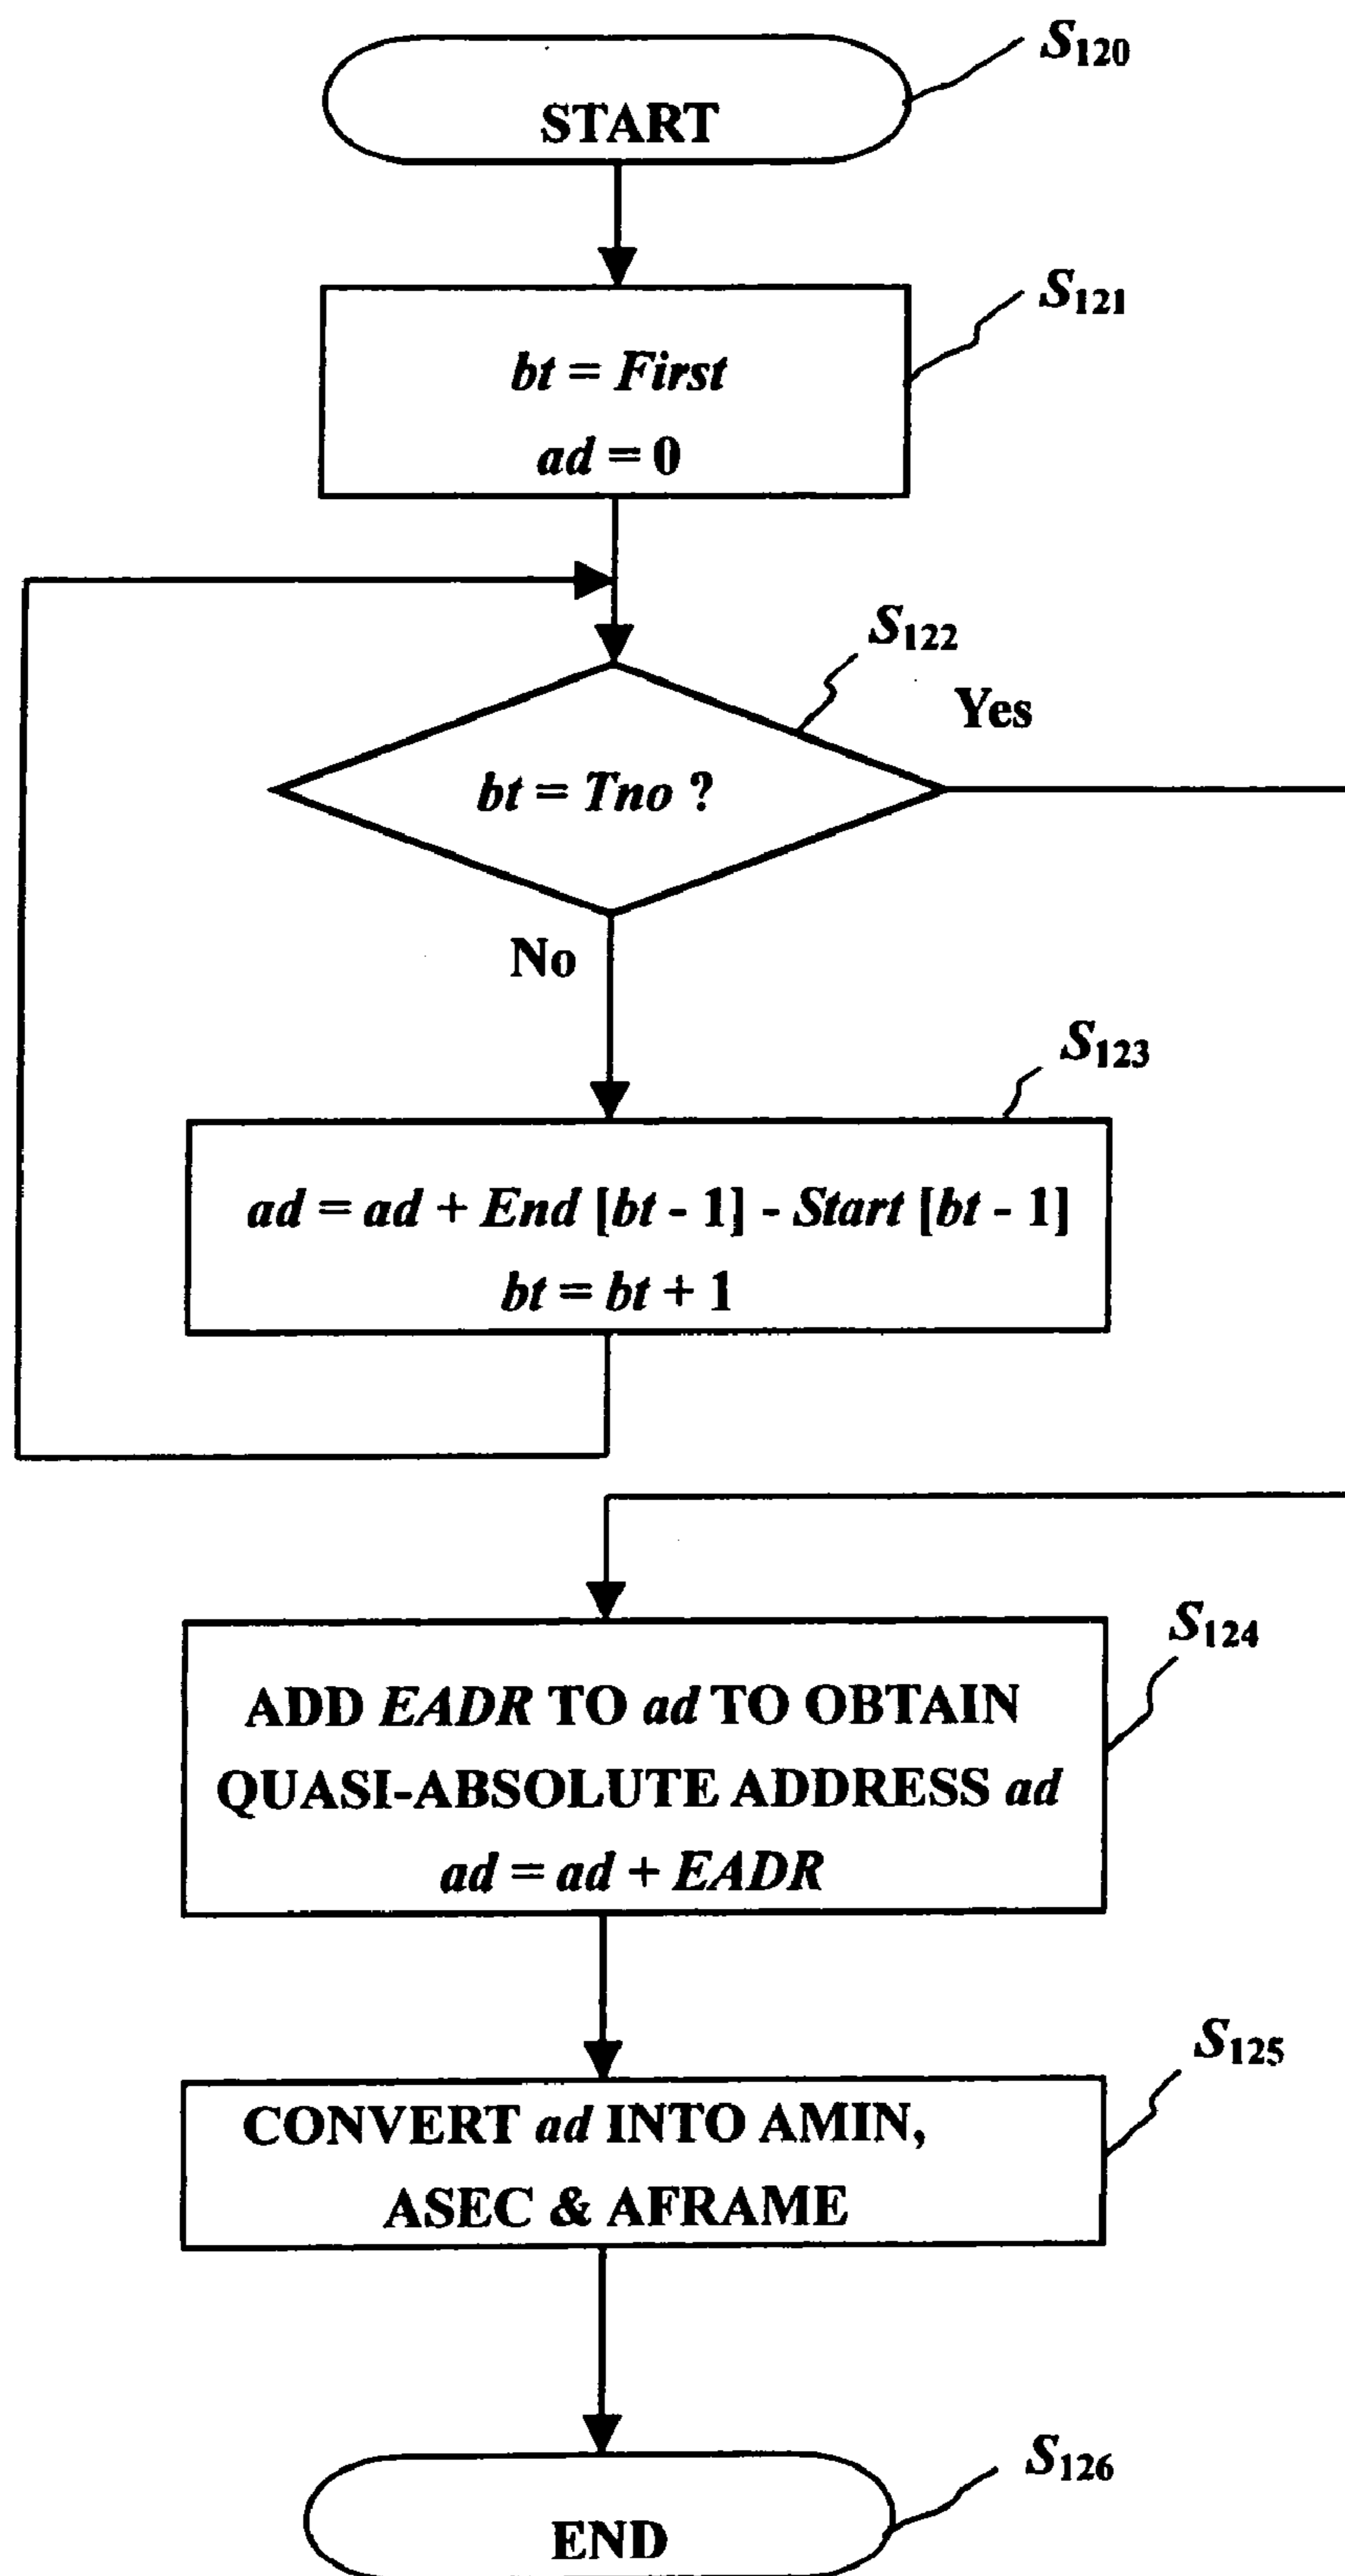 S120
START
S121
bt = First
ad = 0
S122
Yes
bt = Tno ?
No
S123
ad = ad + End [bt - 1] - Start [bt - 1]
bt = bt + 1
S124
ADD EADR TO ad TO OBTAIN
QUASI-ABSOLUTE ADDRESS ad
ad = ad + EADR
S125
CONVERT ad INTO AMIN,
ASEC & AFRAME
S126
END